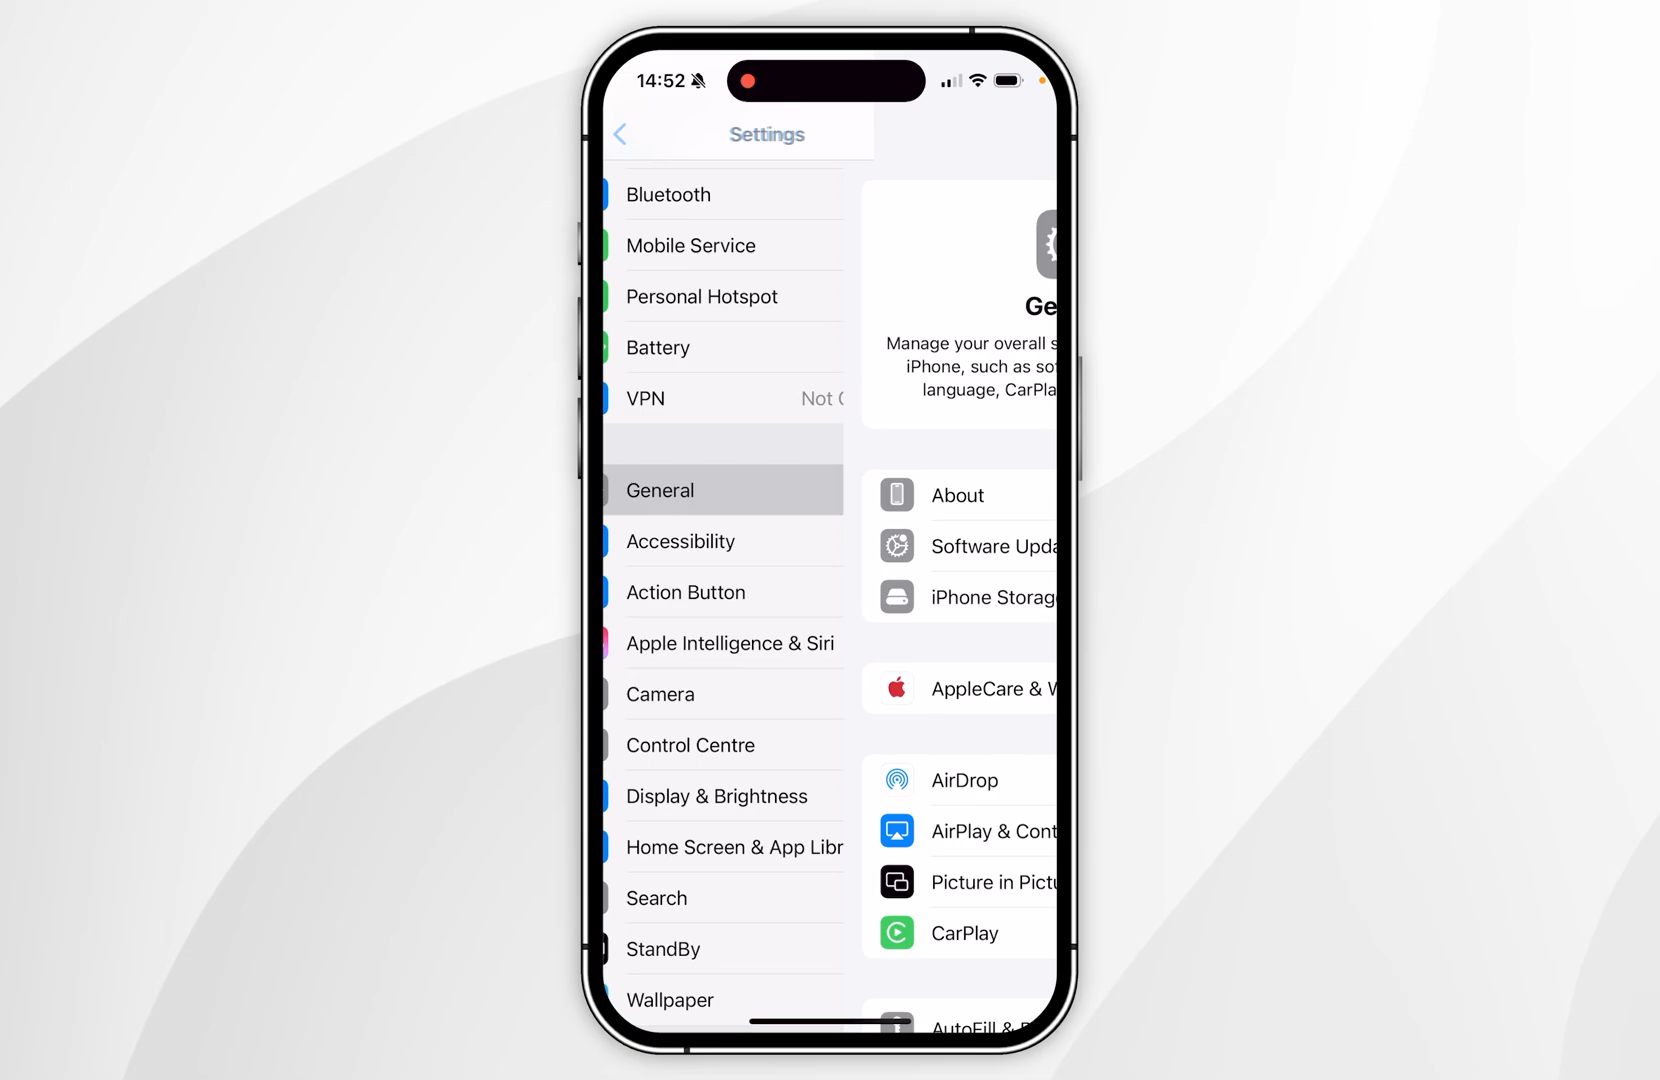 14:52
Settings
Bluetooth
Mobile Service
Personal Hotspot
Battery
VPN Not
General
Accessibility
Action Button
Apple Intelligence & Siri
Camera
Control Centre
Display & Brightness
Home Screen & App Libr
Search
StandBy
Wallpaper
Ge
Manage your overall s
iPhone, such as so
language, CarPla
About
Software Upda
iPhone Storag
AppleCare & W
AirDrop
AirPlay & Cont
Picture in Pictu
CarPlay
AutoFill &